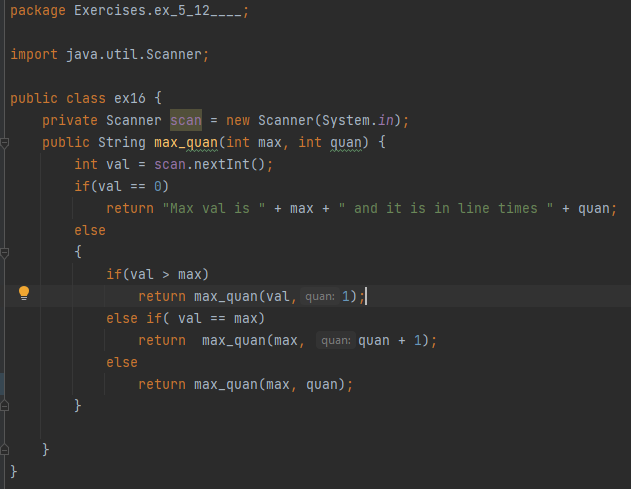 package Exercises.ex_5_12____;
import java.util.Scanner;
public class ex16 {
private Scanner scan = new Scanner(System.in);
public String max_quan(int max, int quan) {
int val = scan.nextInt();
if(val == 0)
return "Max val is " + max + " and it is in line times " + quan;
else
{
if(val > max)
return max_quan(val, quan: 1);
else if( val == max)
return  max_quan(max, quan: quan + 1);
else
return max_quan(max, quan);
}
}
}